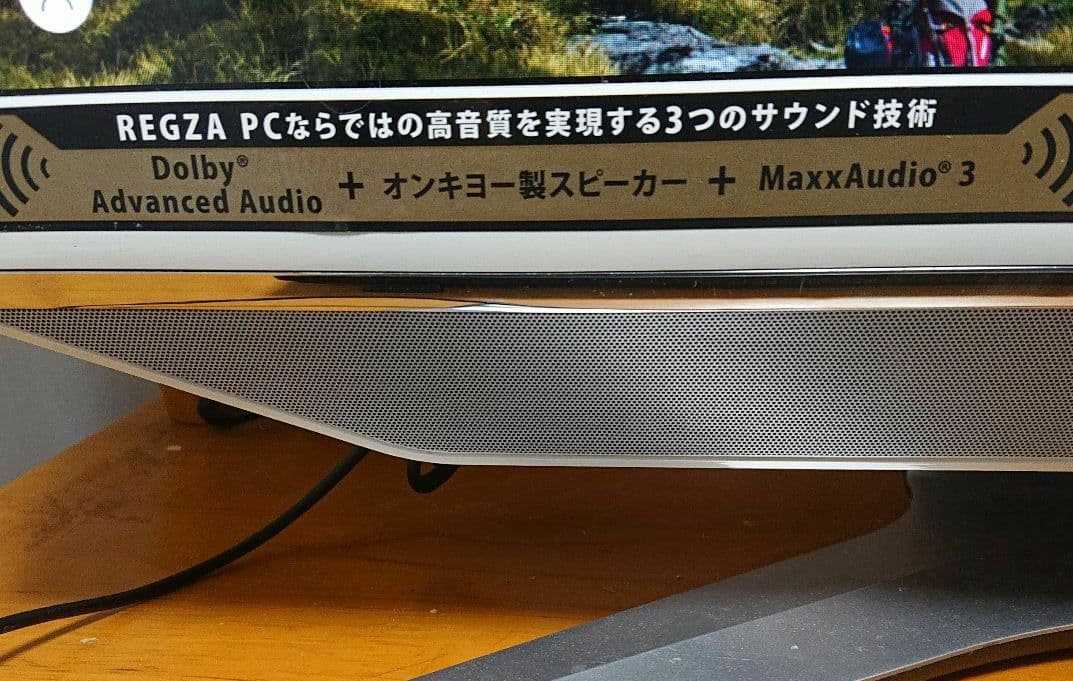 REGZA PCならではの高音質を実現する3つのサウンド技術
Dolby®
Advanced Audio + オンキヨー製スピーカー + MaxxAudio® 3